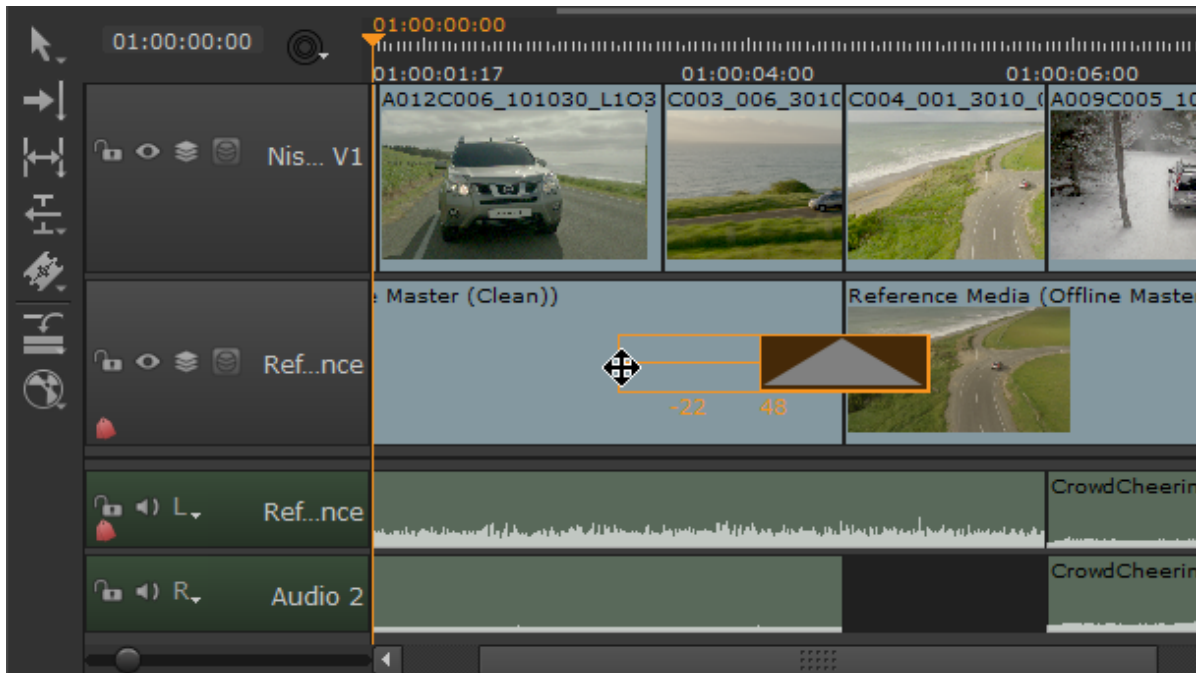 01:00:00:00
01:00:00:00
01:00:01:17 01:00:04:00 01:00:06:00
A012C006_101030_L1O3 C003_006_3010 C004_001_3010_( A009C005_10
Nis... V1
: Master (Clean)) Reference Media (Offline Maste
Ref...nce
-22 48
L Ref...nce CrowdCheerin
R Audio 2 CrowdCheerin